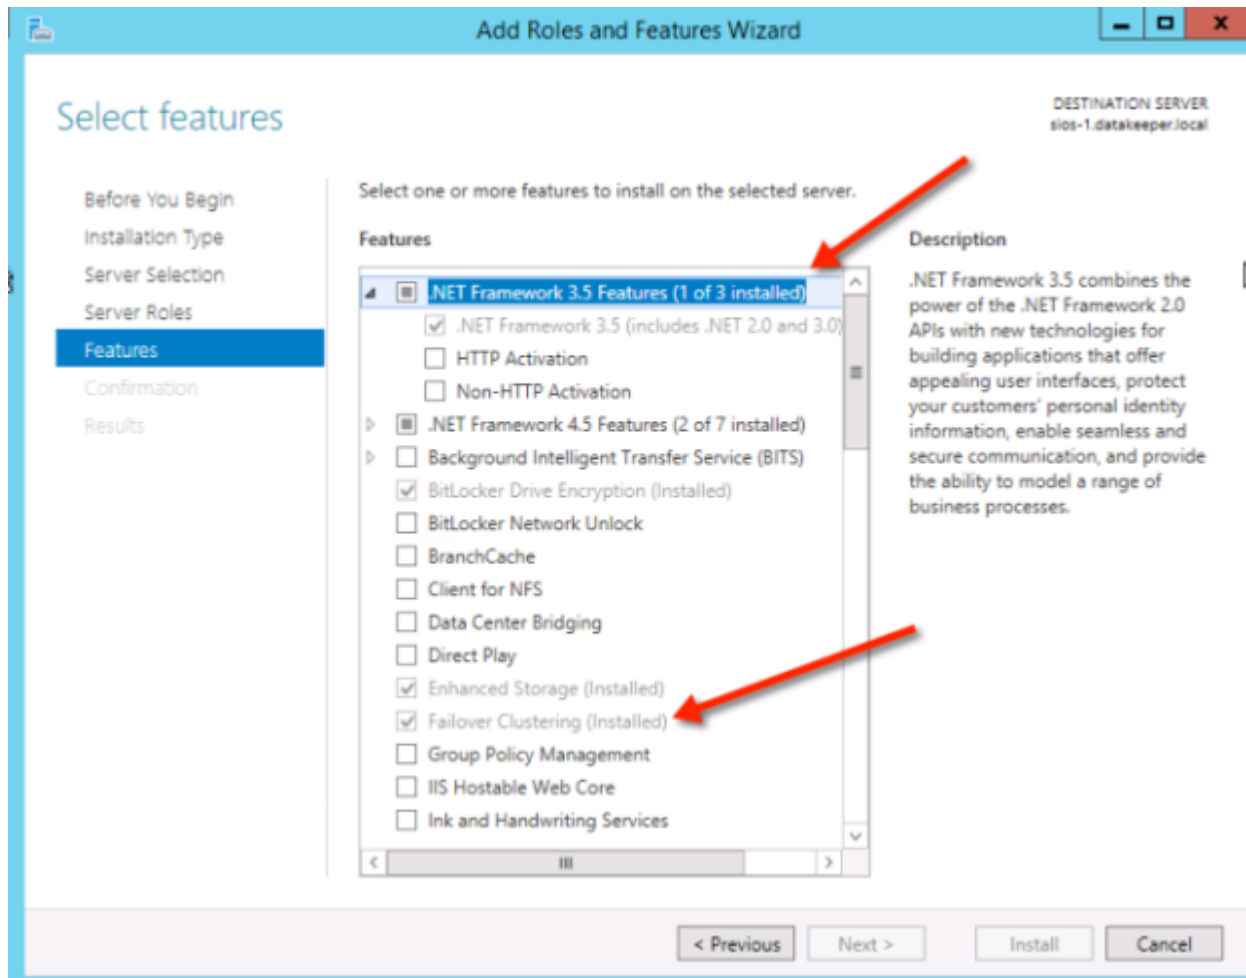 Add Roles and Features Wizard
Select features
DESTINATION SERVER
sios-1.datakeeper.local
Before You Begin
Installation Type
Server Selection
Server Roles
Features
Confirmation
Results
Select one or more features to install on the selected server.
Features
.NET Framework 3.5 Features (1 of 3 installed)
.NET Framework 3.5 (includes .NET 2.0 and 3.0)
HTTP Activation
Non-HTTP Activation
.NET Framework 4.5 Features (2 of 7 installed)
Background Intelligent Transfer Service (BITS)
BitLocker Drive Encryption (Installed)
BitLocker Network Unlock
BranchCache
Client for NFS
Data Center Bridging
Direct Play
Enhanced Storage (Installed)
Failover Clustering (Installed)
Group Policy Management
IIS Hostable Web Core
Ink and Handwriting Services
Description
.NET Framework 3.5 combines the
power of the .NET Framework 2.0
APIs with new technologies for
building applications that offer
appealing user interfaces, protect
your customers' personal identity
information, enable seamless and
secure communication, and provide
the ability to model a range of
business processes.
< Previous
Next >
Install
Cancel